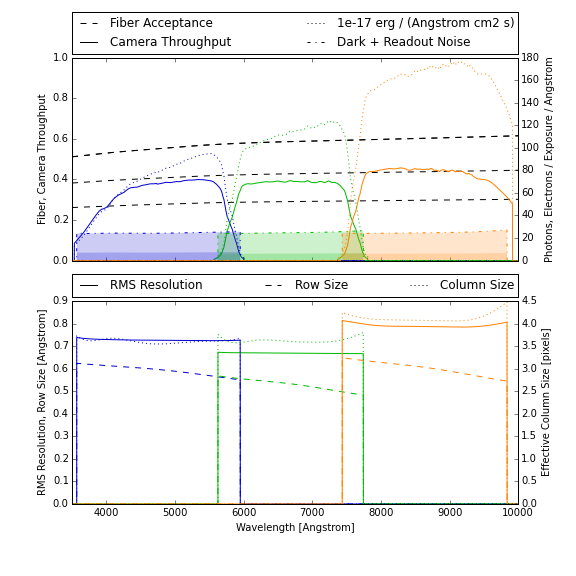 Fiber Acceptance
1e-17 erg / (Angstrom cm2 s)
Camera Throughput
Dark + Readout Noise
1.0
0.8
0.6
0.4
0.2
0.0
Fiber, Camera Throughput
180
160
140
120
100
80
60
40
20
0
Photons, Electrons / Exposure / Angstrom
RMS Resolution
Row Size
Column Size
0.9
0.8
0.7
0.6
0.5
0.4
0.3
0.2
0.1
0.0
RMS Resolution, Row Size [Angstrom]
4.5
4.0
3.5
3.0
2.5
2.0
1.5
1.0
0.5
0.0
Effective Column Size [pixels]
4000 5000 6000 7000 8000 9000 10000
Wavelength [Angstrom]